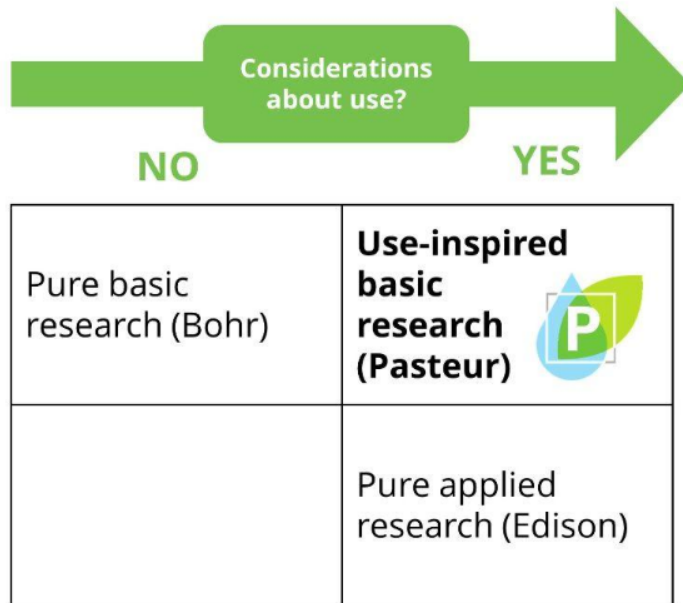 Considerations
about use?
NO
YES
Pure basic
research (Bohr)
Use-inspired
basic
research
(Pasteur)
P
Pure applied
research (Edison)